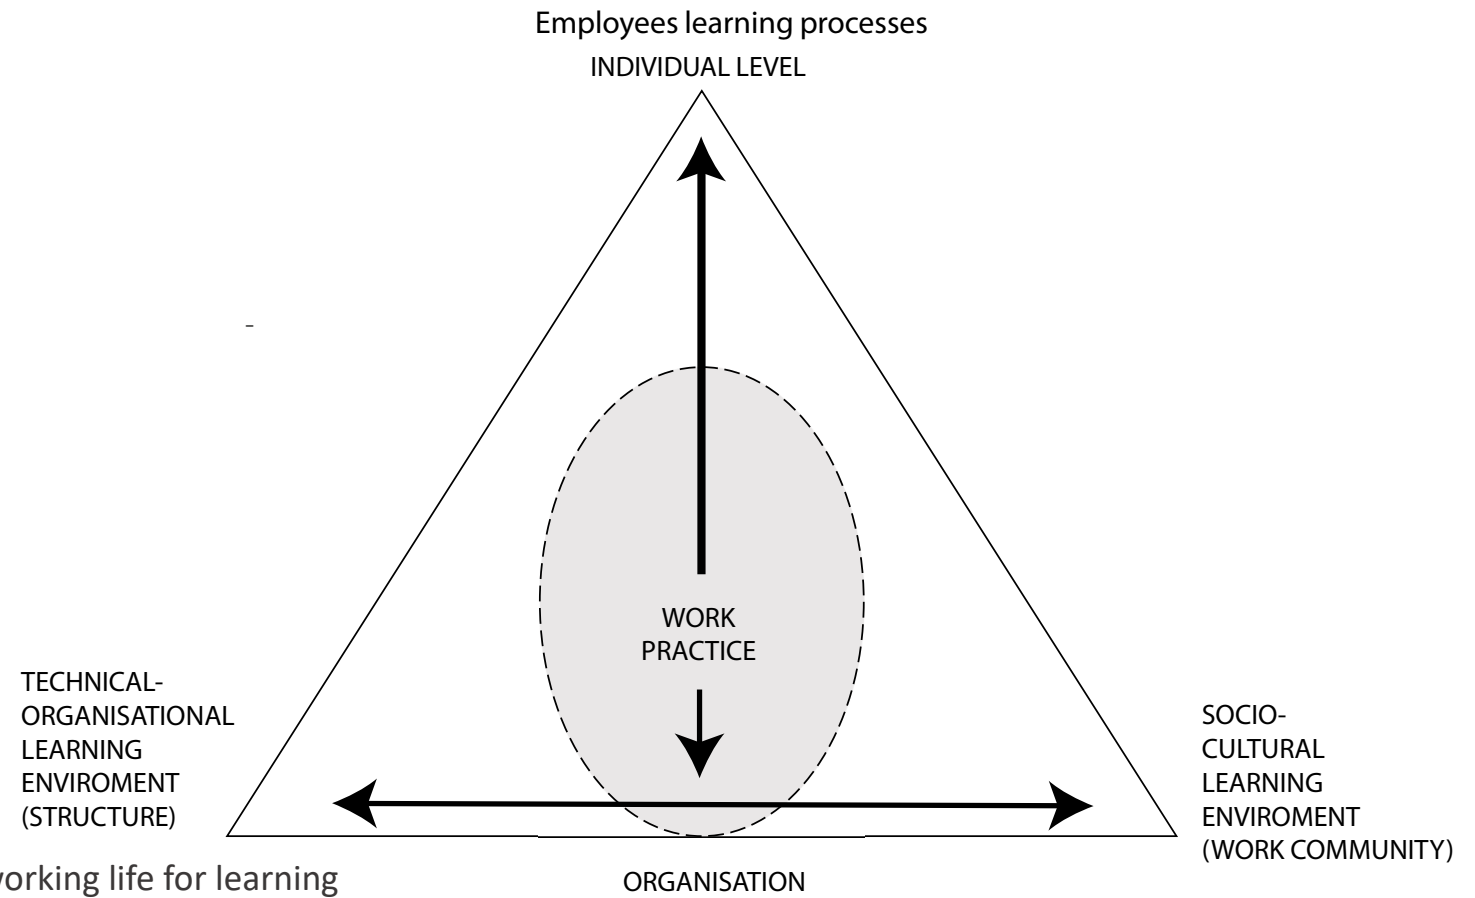 Employees learning processes
INDIVIDUAL LEVEL
-
WORK
PRACTICE
TECHNICAL-
ORGANISATIONAL
LEARNING
ENVIROMENT
(STRUCTURE)
SOCIO-
CULTURAL
LEARNING
ENVIROMENT
(WORK COMMUNITY)
working life for learning
ORGANISATION